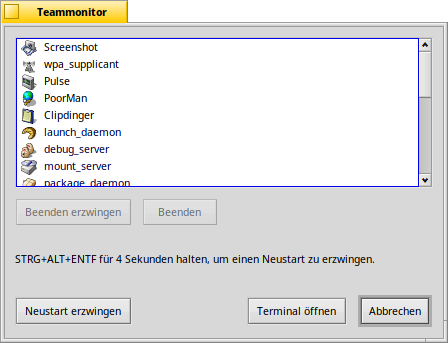 Teammonitor
Screenshot
wpa_supplicant
Pulse
PoorMan
Clipdinger
launch_daemon
debug_server
mount_server
package_daemon
Beenden erzwingen
Beenden
STRG+ALT+ENTF für 4 Sekunden halten, um einen Neustart zu erzwingen.
Neustart erzwingen
Terminal öffnen
Abbrechen